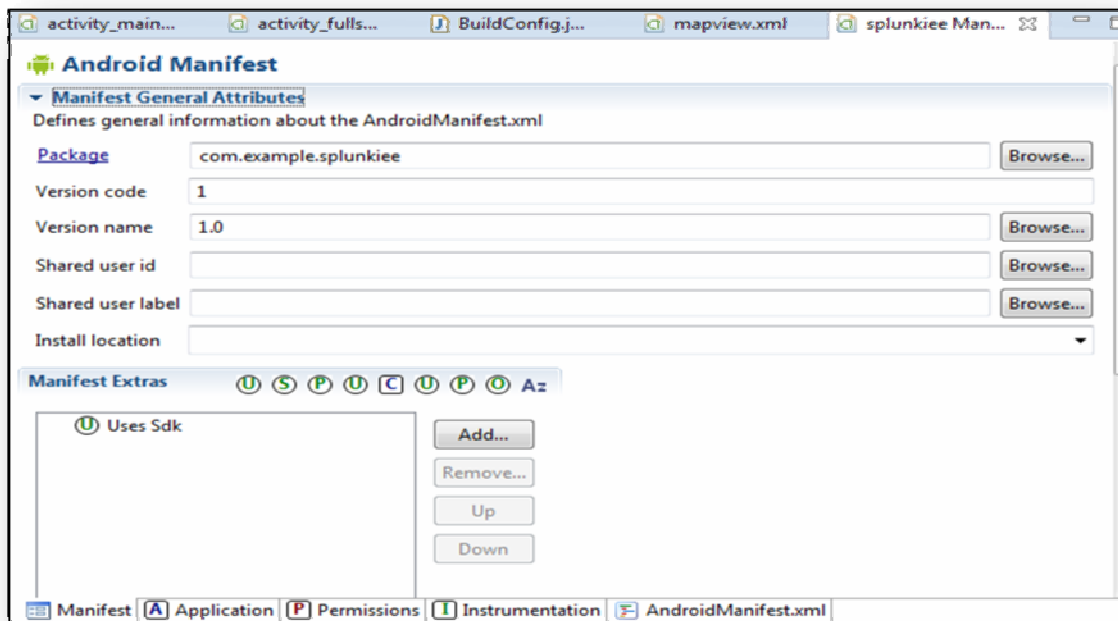 activity_main... activity_fulls... BuildConfig.j... mapview.xml splunkiee Man...
Android Manifest
Manifest General Attributes
Defines general information about the AndroidManifest.xml
Package com.example.splunkiee Browse...
Version code 1
Version name 1.0 Browse...
Shared user id Browse...
Shared user label Browse...
Install location
Manifest Extras U S P U C U P O Az
U Uses Sdk
Add...
Remove...
Up
Down
Manifest A Application P Permissions I Instrumentation AndroidManifest.xml